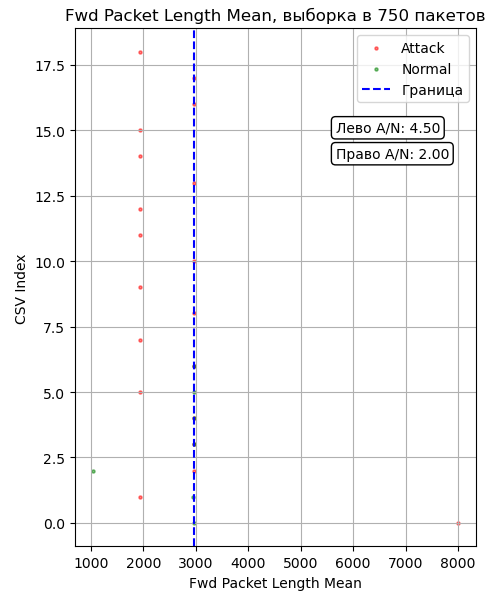 Fwd Packet Length Mean, выборка в 750 пакетов
Attack
Normal
Граница
Лево A/N: 4.50
Право A/N: 2.00
17.5
15.0
12.5
10.0
7.5
5.0
2.5
0.0
CSV Index
1000 2000 3000 4000 5000 6000 7000 8000
Fwd Packet Length Mean